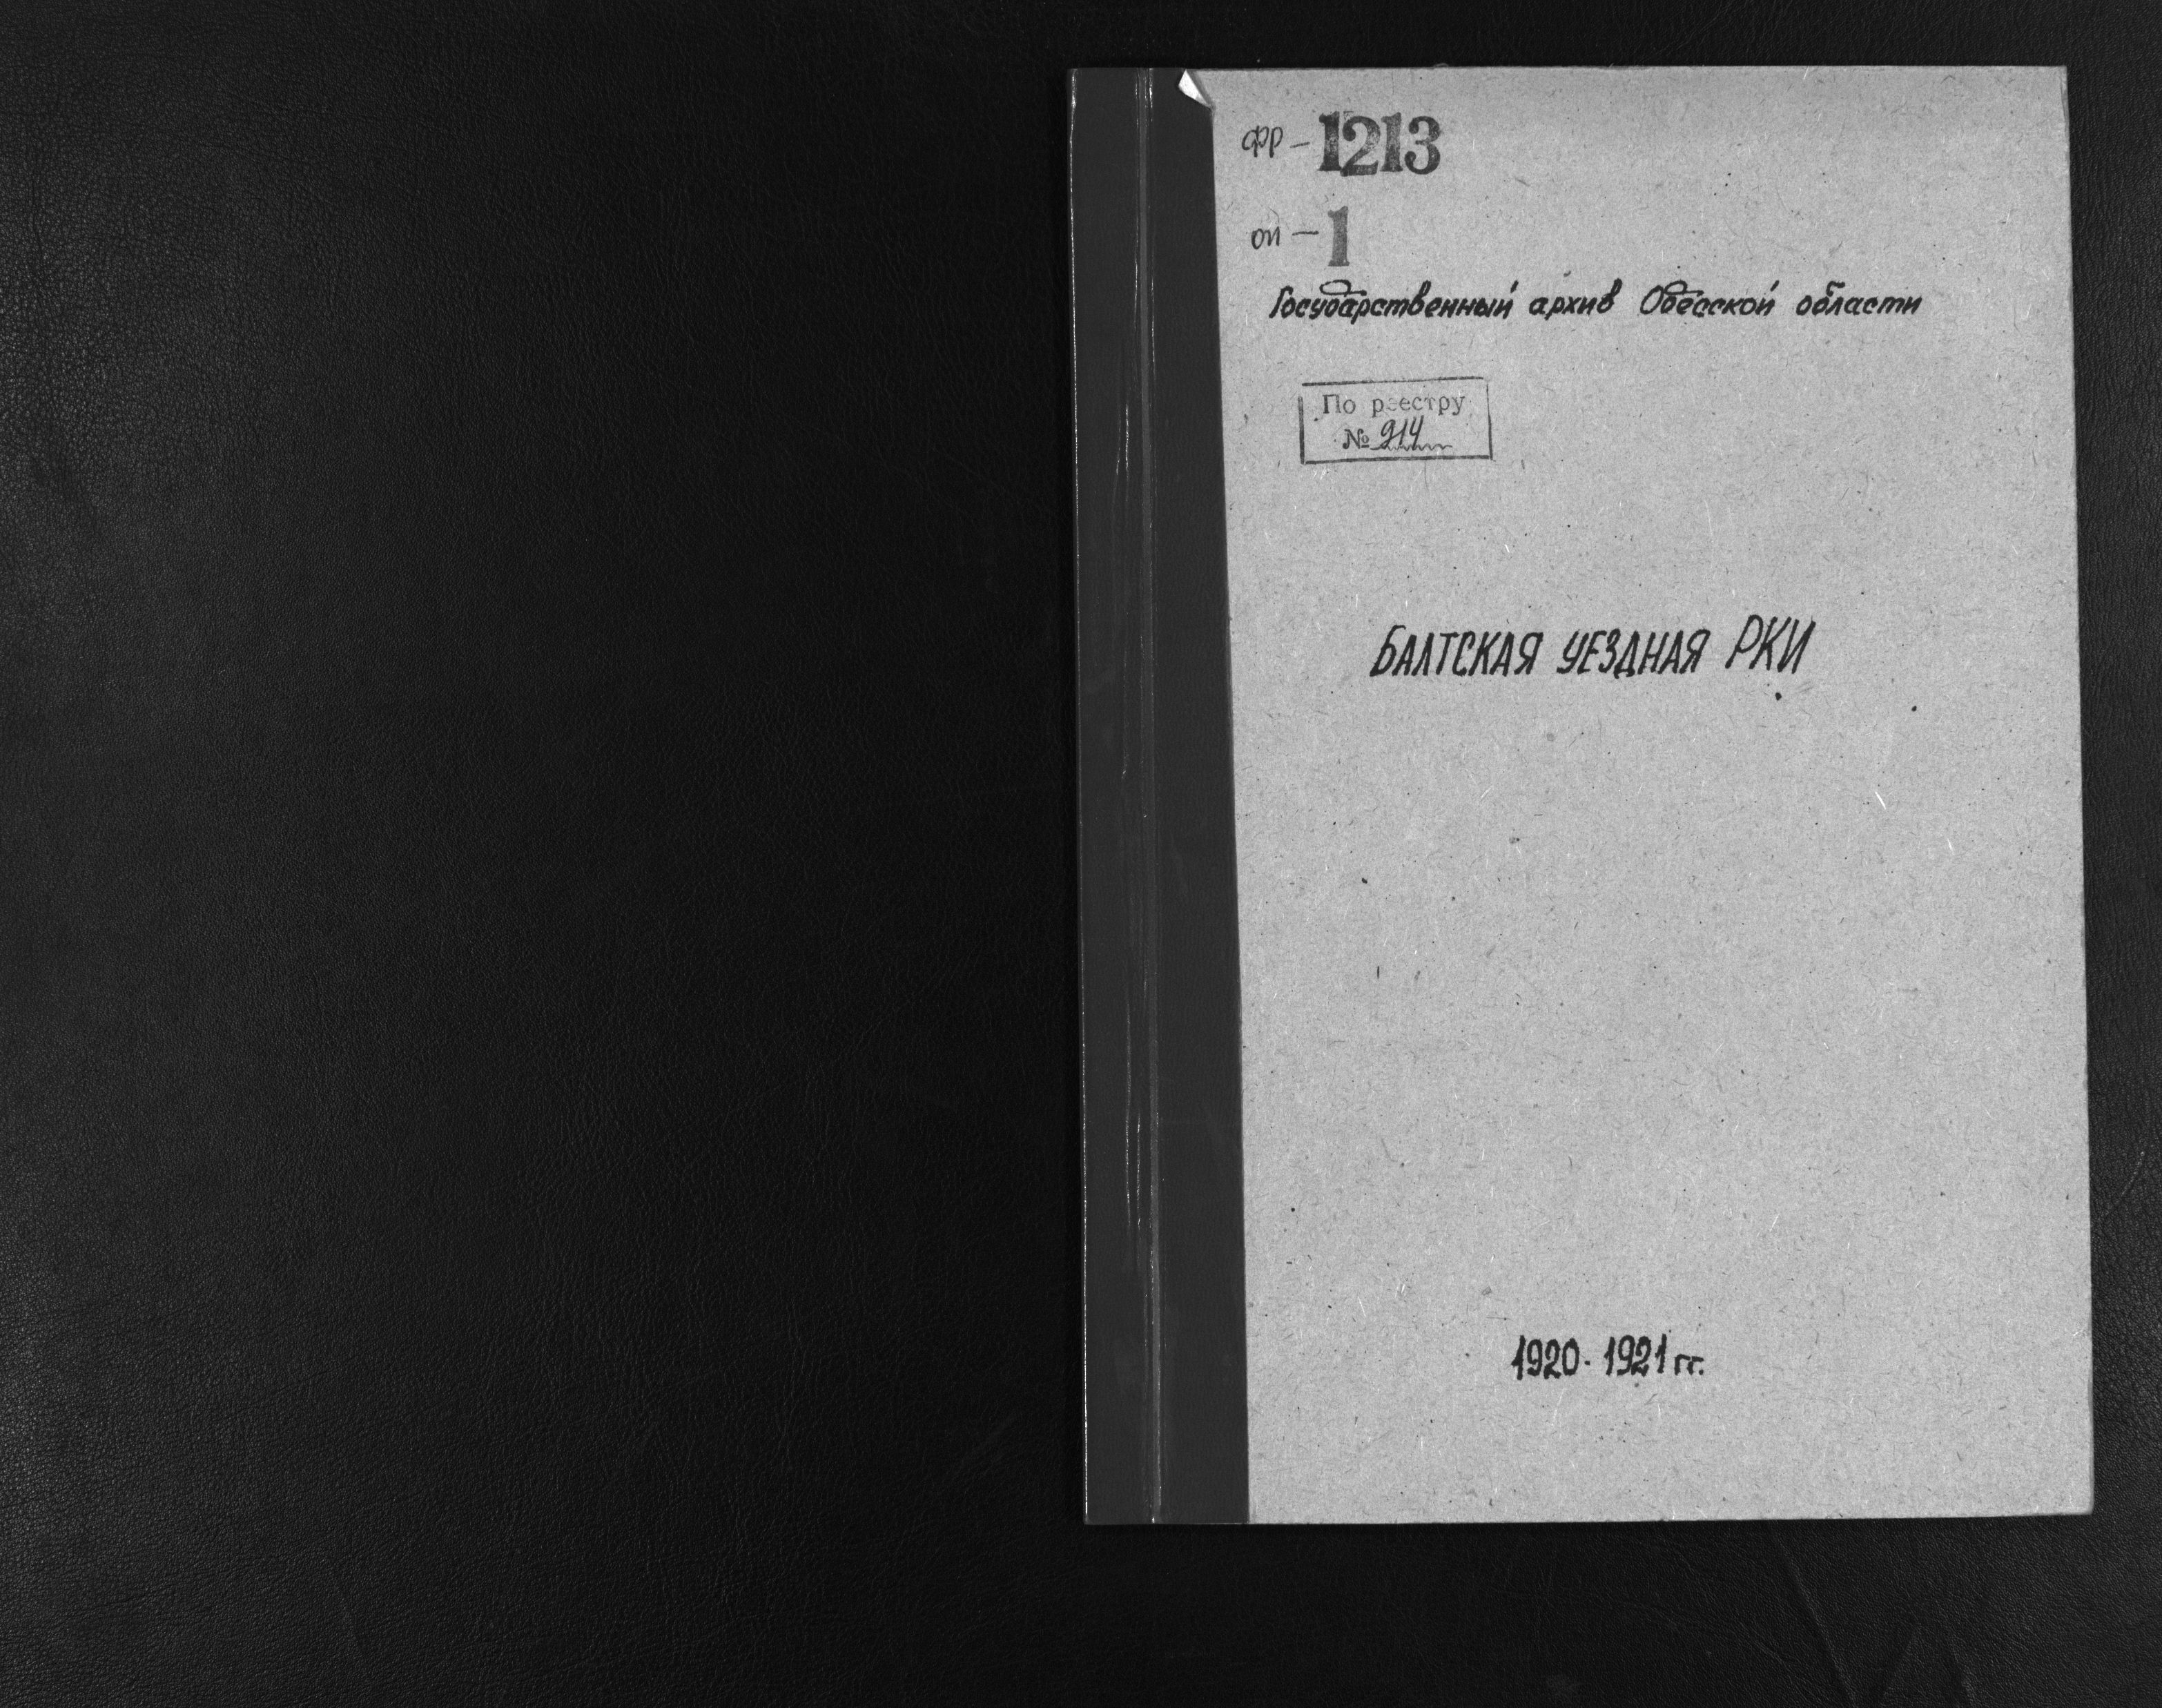 ФР - 1213
оп - 1
Государственный архив Одесской области
По реестру
№ 914
БАЛТСКАЯ УЕЗДНАЯ РКИ
1920-1921 гг.